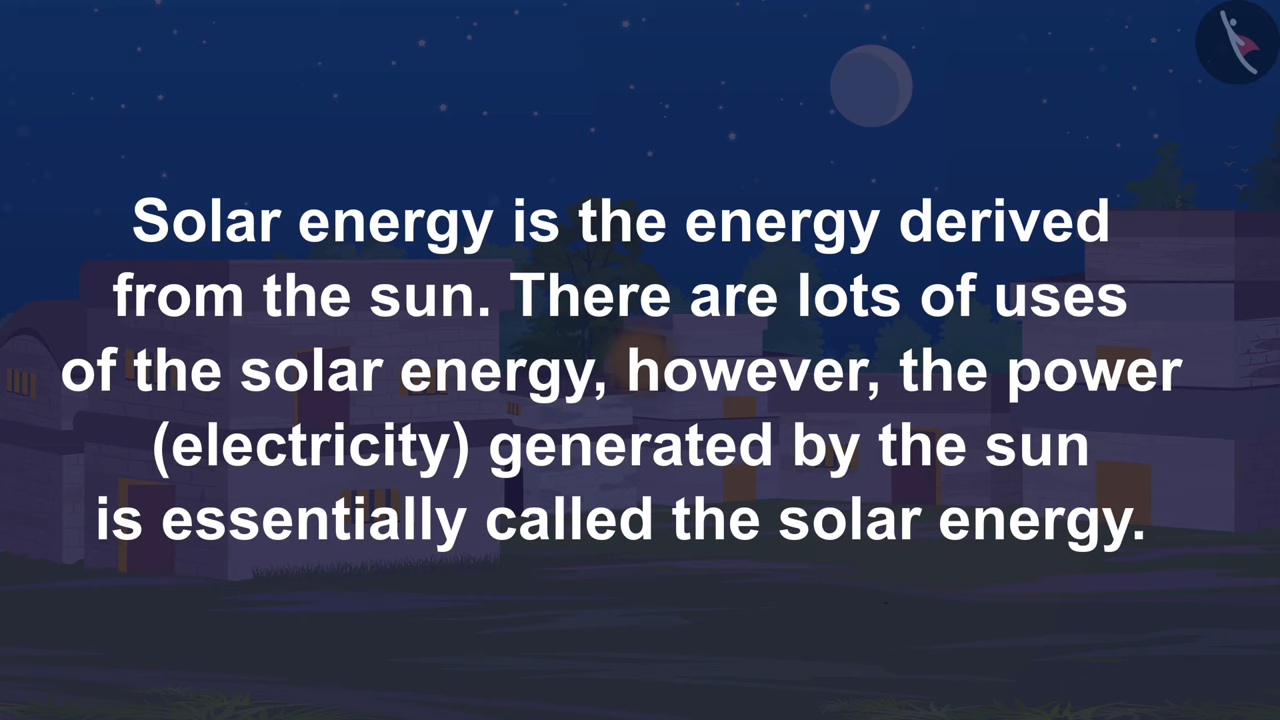 Solar energy is the energy derived
from the sun. There are lots of uses
of the solar energy, however, the power
(electricity) generated by the sun
is essentially called the solar energy.